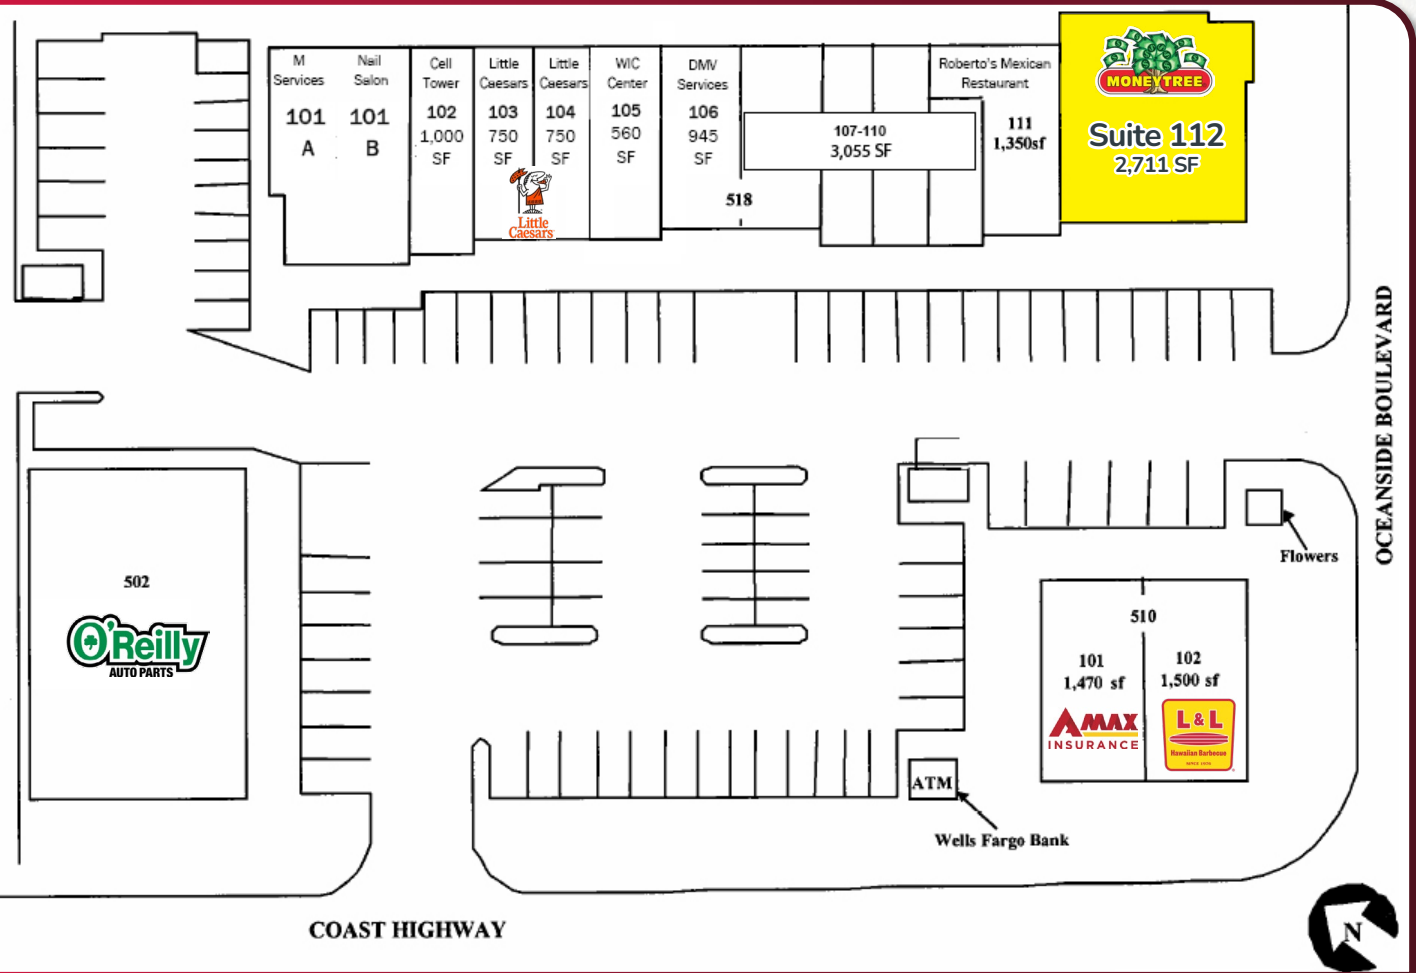 M
Services
101
A
Nail
Salon
101
B
Cell
Tower
102
1,000
SF
Little
Caesars
103
750
SF
Little
Caesars
104
750
SF
Little
Caesars
WIC
Center
105
560
SF
DMV
Services
106
945
SF
518
107-110
3,055 SF
Roberto's Mexican
Restaurant
111
1,350sf
MONEYTREE
Suite 112
2,711 SF
OCEANSIDE BOULEVARD
Flowers
502
O'Reilly
AUTO PARTS
510
101
1,470 sf
AMAX
INSURANCE
102
1,500 sf
L & L
Hawaiian Barbecue
SINCE 1976
ATM
Wells Fargo Bank
COAST HIGHWAY
N